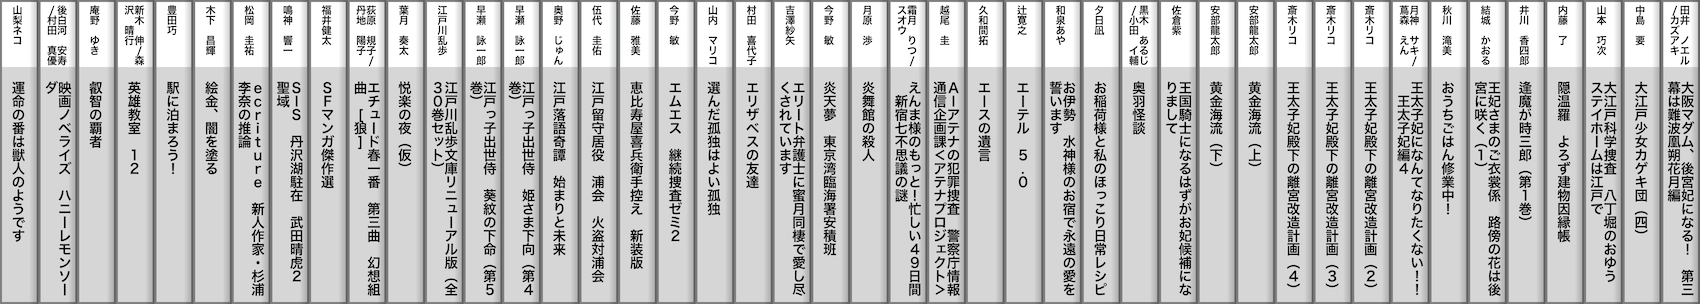 田井 ノエル
/カズアキ
大阪マダム、後宮妃になる! 第三
幕は難波凰朔花月編
中島 要
大江戸少女カゲキ団(四)
山本 巧次
大江戸科学捜査 八丁堀のおゆう
ステイホームは江戸で
内藤 了
隠温羅 よろず建物因縁帳
井川 香四郎
逢魔が時三郎(第1巻)
結城 かおる
王妃さまのご衣裳係 路傍の花は後
宮に咲く(1)
秋川 滝美
おうちごはん修業中!
月神 サキ/
蔦森 えん
王太子妃になんてなりたくない!!
王太子妃編4
斎木リコ
王太子妃殿下の離宮改造計画(2)
斎木リコ
王太子妃殿下の離宮改造計画(3)
斎木リコ
王太子妃殿下の離宮改造計画(4)
安部龍太郎
黄金海流(上)
安部龍太郎
黄金海流(下)
佐倉紫
王国騎士になるはずがお妃候補にな
りまして
黒木 あるじ
/小田 イ輔
奥羽怪談
夕日凪
お稲荷様と私のほっこり日常レシピ
和泉あや
お伊勢 水神様のお宿で永遠の愛を
誓います
辻寛之
エーテル 5.0
久和間拓
エースの遺言
越尾 圭
Aーアテナの犯罪捜査 警察庁情報
通信企画課<アテナプロジェクト>
霜月 りつ/
スオウ
えんま様のもっと!忙しい49日間
新宿七不思議の謎
月原 渉
炎舞館の殺人
今野 敏
炎天夢 東京湾臨海署安積班
吉澤紗矢
エリート弁護士に蜜月同棲で愛し尽
くされています
村田 喜代子
エリザベスの友達
山内 マリコ
選んだ孤独はよい孤独
今野 敏
エムエス 継続捜査ゼミ2
佐藤 雅美
恵比寿屋喜兵衛手控え 新装版
伍代 圭佑
江戸留守居役 浦会 火盗対浦会
奥野 じゅん
江戸落語奇譚 始まりと未来
早瀬 詠一郎
江戸っ子出世侍 姫さま下向(第4
巻)
早瀬 詠一郎
江戸っ子出世侍 葵紋の下命(第5
巻)
江戸川乱歩
江戸川乱歩文庫リニューアル版(全
30巻セット)
葉月 奏太
悦楽の夜(仮)
荻原 規子/
丹地 陽子
エチュード春一番 第三曲 幻想組
曲 [狼]
福井健太
SFマンガ傑作選
鳴神 響一
SIS 丹沢湖駐在 武田晴虎2
聖域
松岡 圭祐
ecriture 新人作家・杉浦
李奈の推論
木下 昌輝
絵金、闇を塗る
豊田巧
駅に泊まろう!
新木 伸/森
沢 晴行
英雄教室 12
庵野 ゆき
叡智の覇者
後白河 安寿
/村田 真優
映画ノベライズ ハニーレモンソー
ダ
山梨ネコ
運命の番は獣人のようです